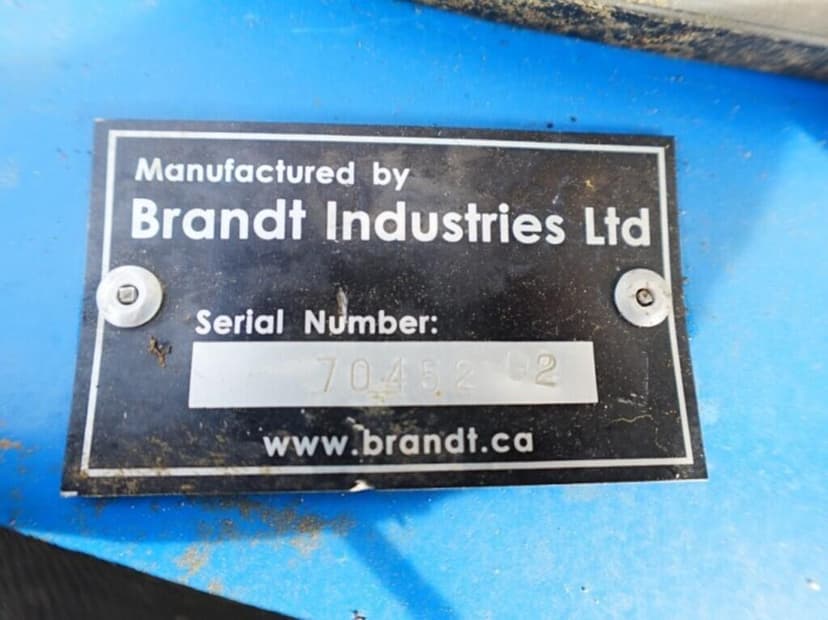 Manufactured by
Brandt Industries Ltd
Serial Number:
70452
www.brandt.ca